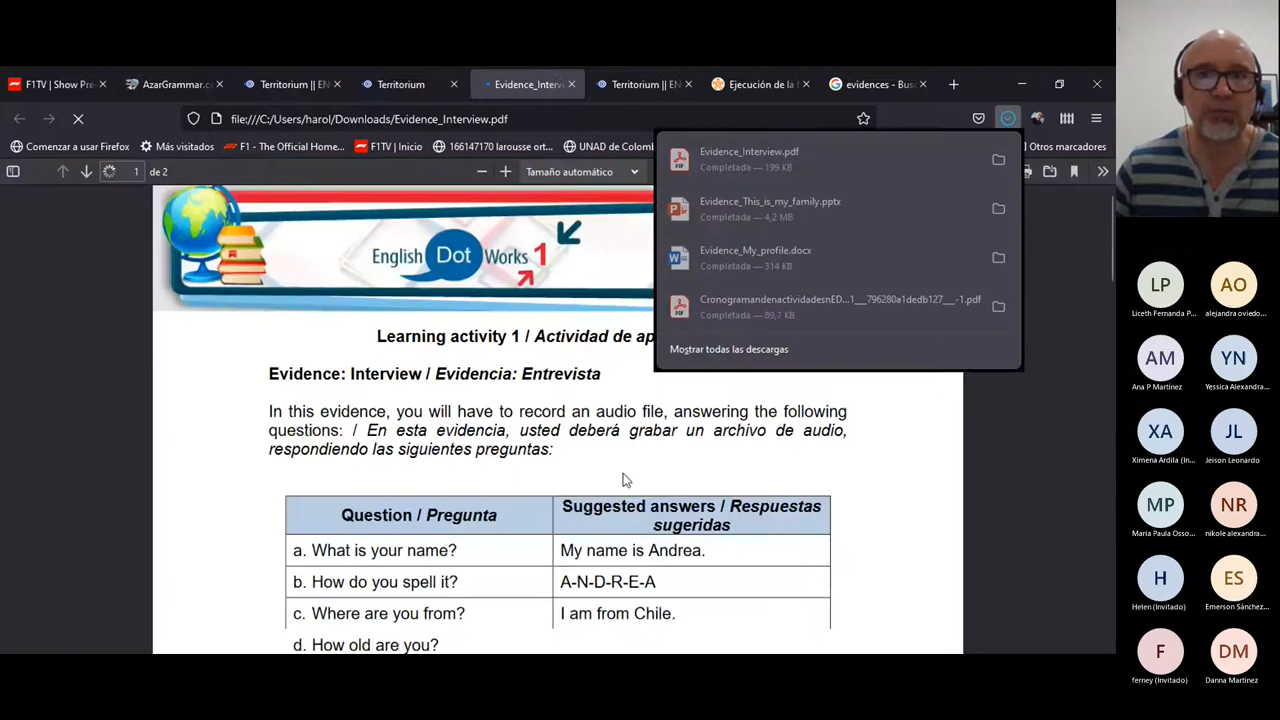 F1TV | Show Pre
AzarGrammar.co
Territorium || EN
Territorium
Evidence_Interv
Territorium || EN
Ejecución de la f
evidences - Bus
file:///C:/Users/harol/Downloads/Evidence_Interview.pdf
Comenzar a usar Firefox
Más visitados
F1 - The Official Home...
F1TV | Inicio
166147170 larousse ort...
UNAD de Colom
Otros marcadores
1 de 2
Tamaño automático
Evidence_Interview.pdf
Completada — 199 KB
Evidence_This_is_my_family.pptx
Completada — 4,2 MB
Evidence_My_profile.docx
Completada — 314 KB
CronogramandenactividadesnED...1__796280a1dedb127__-1.pdf
Completada — 89,7 KB
Mostrar todas las descargas
English Dot Works 1
Learning activity 1 / Actividad de ap
Evidence: Interview / Evidencia: Entrevista
In this evidence, you will have to record an audio file, answering the following
questions: / En esta evidencia, usted deberá grabar un archivo de audio,
respondiendo las siguientes preguntas:
Question / Pregunta
Suggested answers / Respuestas
sugeridas
a. What is your name?
My name is Andrea.
b. How do you spell it?
A-N-D-R-E-A
c. Where are you from?
I am from Chile.
d. How old are you?
LP
AO
Liceth Fernanda P...
alejandra oviedo...
AM
YN
Ana P Martínez
Yessica Alexandra...
XA
JL
Ximena Ardila (In...
Jeison Leonardo
MP
NR
Maria Paula Osso...
nikole alexandra...
H
ES
Helen (Invitado)
Emerson Sánchez...
F
DM
ferney (Invitado)
Danna Martinez